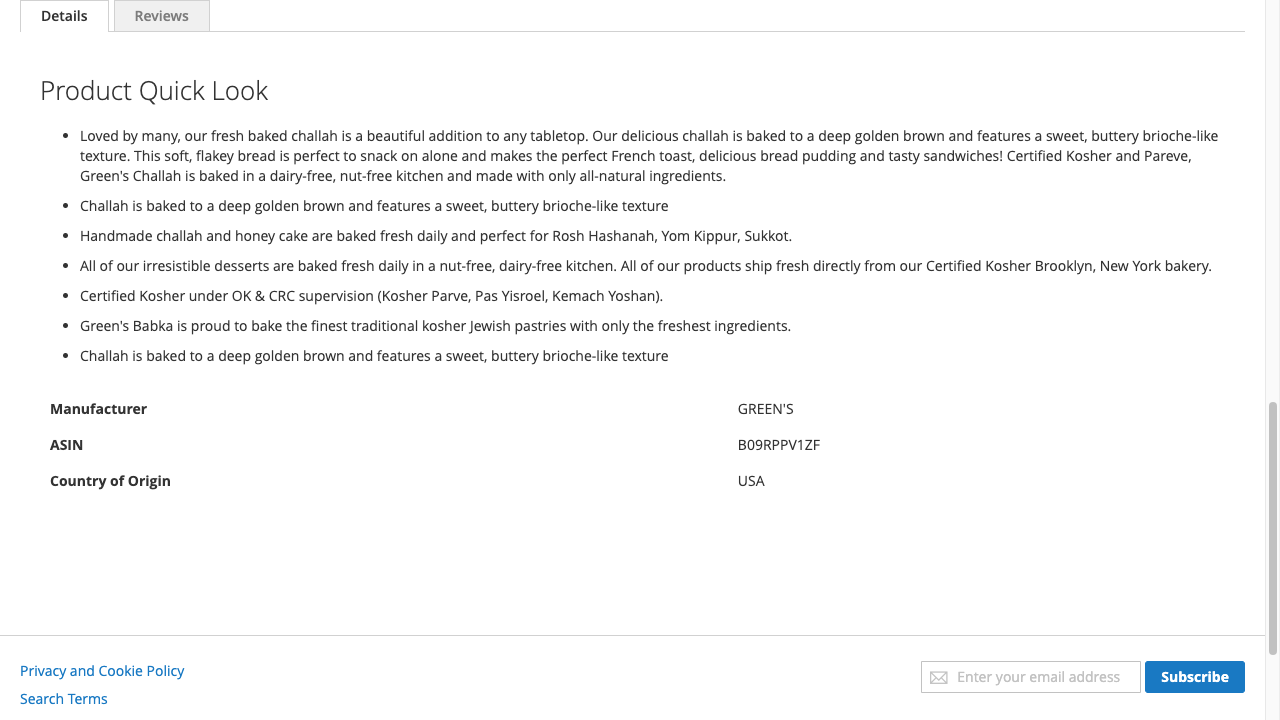 Details
Reviews
Product Quick Look
Loved by many, our fresh baked challah is a beautiful addition to any tabletop. Our delicious challah is baked to a deep golden brown and features a sweet, buttery brioche-like
texture. This soft, flakey bread is perfect to snack on alone and makes the perfect French toast, delicious bread pudding and tasty sandwiches! Certified Kosher and Pareve,
Green's Challah is baked in a dairy-free, nut-free kitchen and made with only all-natural ingredients.
Challah is baked to a deep golden brown and features a sweet, buttery brioche-like texture
Handmade challah and honey cake are baked fresh daily and perfect for Rosh Hashanah, Yom Kippur, Sukkot.
All of our irresistible desserts are baked fresh daily in a nut-free, dairy-free kitchen. All of our products ship fresh directly from our Certified Kosher Brooklyn, New York bakery.
Certified Kosher under OK & CRC supervision (Kosher Parve, Pas Yisroel, Kemach Yoshan).
Green's Babka is proud to bake the finest traditional kosher Jewish pastries with only the freshest ingredients.
Challah is baked to a deep golden brown and features a sweet, buttery brioche-like texture
Manufacturer GREEN'S
ASIN B09RPPV1ZF
Country of Origin USA
Privacy and Cookie Policy
Search Terms
Enter your email address
Subscribe